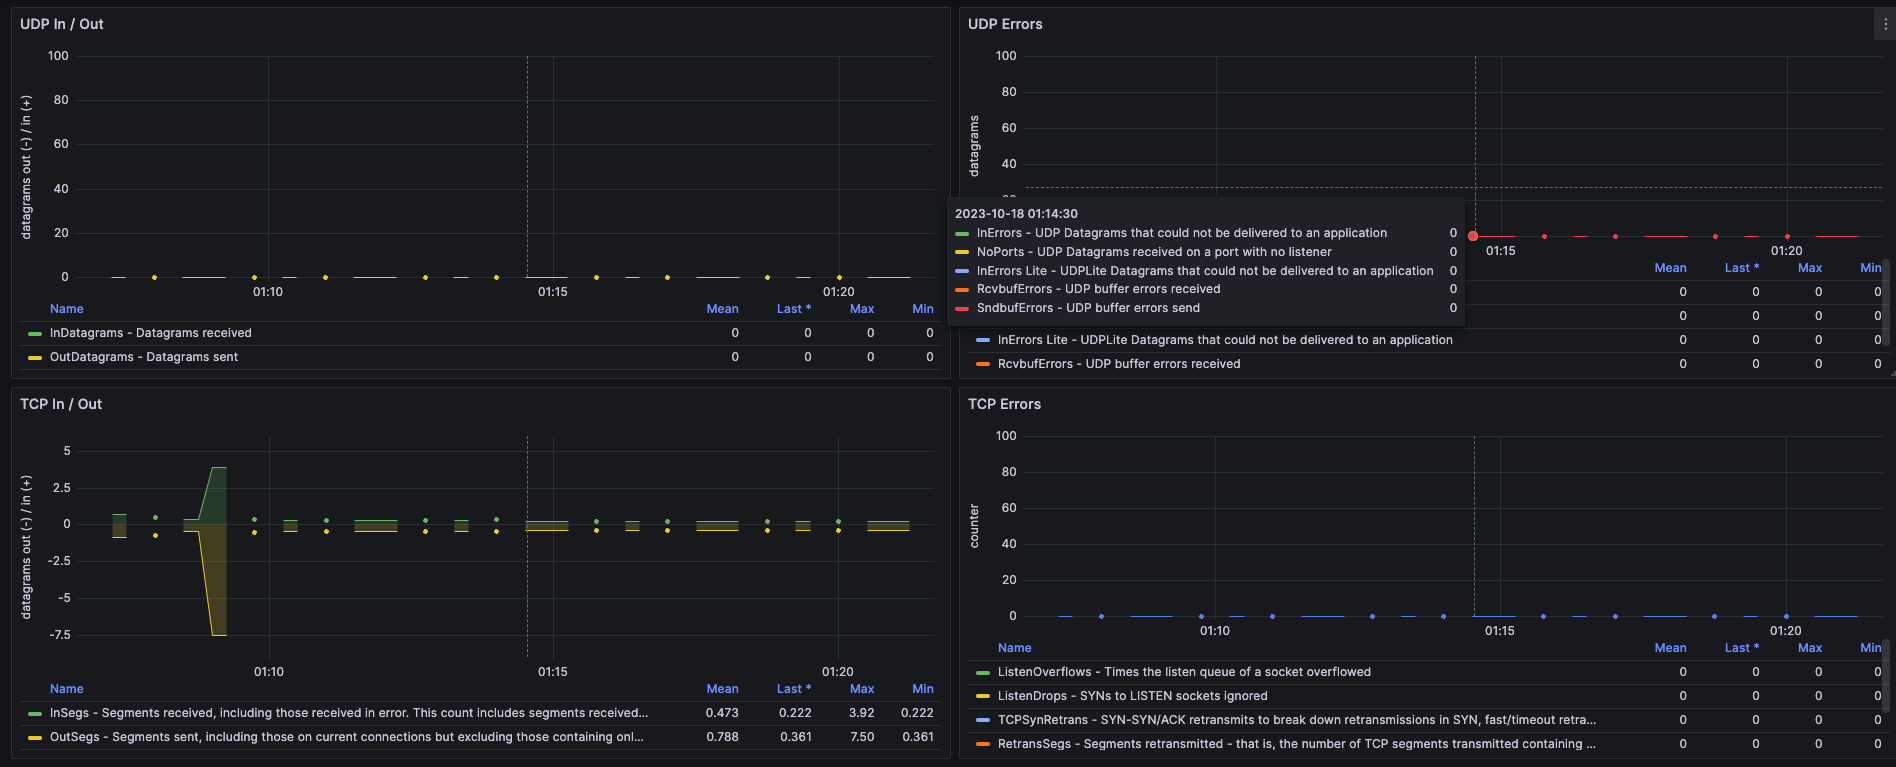 UDP In / Out
datagrams out (-) / in (+)
100
80
60
40
20
0
01:10
01:15
01:20
Name Mean Last * Max Min
InDatagrams - Datagrams received 0 0 0 0
OutDatagrams - Datagrams sent 0 0 0 0
UDP Errors
datagrams
100
80
60
40
2023-10-18 01:14:30
InErrors - UDP Datagrams that could not be delivered to an application 0
NoPorts - UDP Datagrams received on a port with no listener 0
InErrors Lite - UDPLite Datagrams that could not be delivered to an application 0
RcvbufErrors - UDP buffer errors received 0
SndbufErrors - UDP buffer errors send 0
01:15
01:20
Mean Last * Max Min
0 0 0 0
0 0 0 0
InErrors Lite - UDPLite Datagrams that could not be delivered to an application 0 0 0 0
RcvbufErrors - UDP buffer errors received 0 0 0 0
TCP In / Out
datagrams out (-) / in (+)
5
2.5
0
-2.5
-5
-7.5
01:10
01:15
01:20
Name Mean Last * Max Min
InSegs - Segments received, including those received in error. This count includes segments received... 0.473 0.222 3.92 0.222
OutSegs - Segments sent, including those on current connections but excluding those containing onl... 0.788 0.361 7.50 0.361
TCP Errors
counter
100
80
60
40
20
0
01:10
01:15
01:20
Name Mean Last * Max Min
ListenOverflows - Times the listen queue of a socket overflowed 0 0 0 0
ListenDrops - SYNs to LISTEN sockets ignored 0 0 0 0
TCPSynRetrans - SYN-SYN/ACK retransmits to break down retransmissions in SYN, fast/timeout retra... 0 0 0 0
RetransSegs - Segments retransmitted - that is, the number of TCP segments transmitted containing ... 0 0 0 0